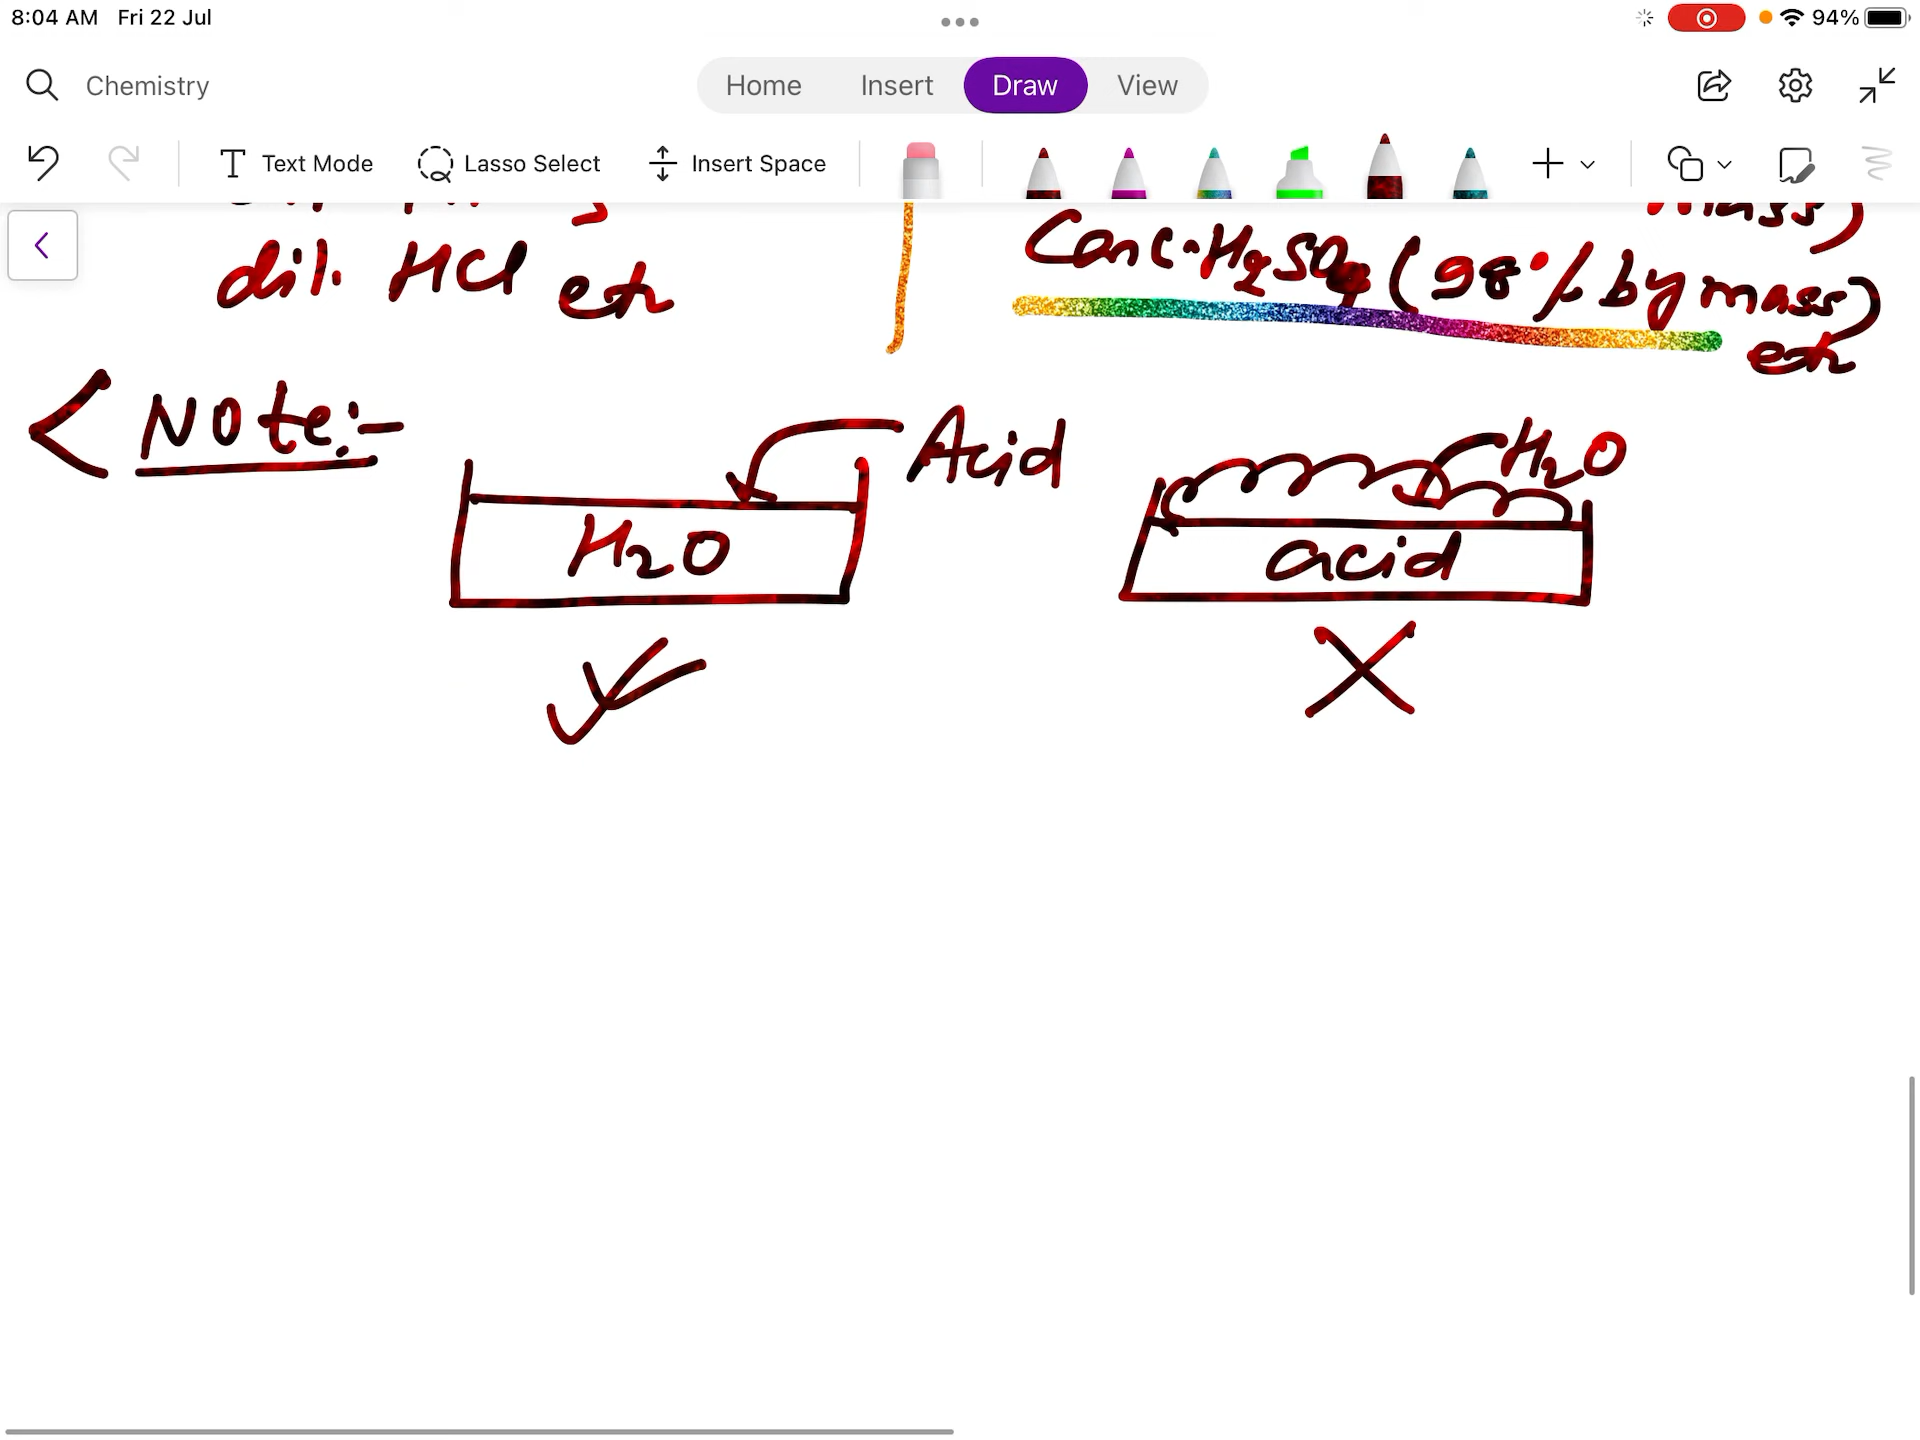 8:04 AM Fri 22 Jul
94%
Chemistry
Home Insert Draw View
Text Mode Lasso Select Insert Space
mass)
dil. HCl etc
Conc. H2SO4 (98% by mass)
etc
Note:-
Acid
H2O
H2O
acid